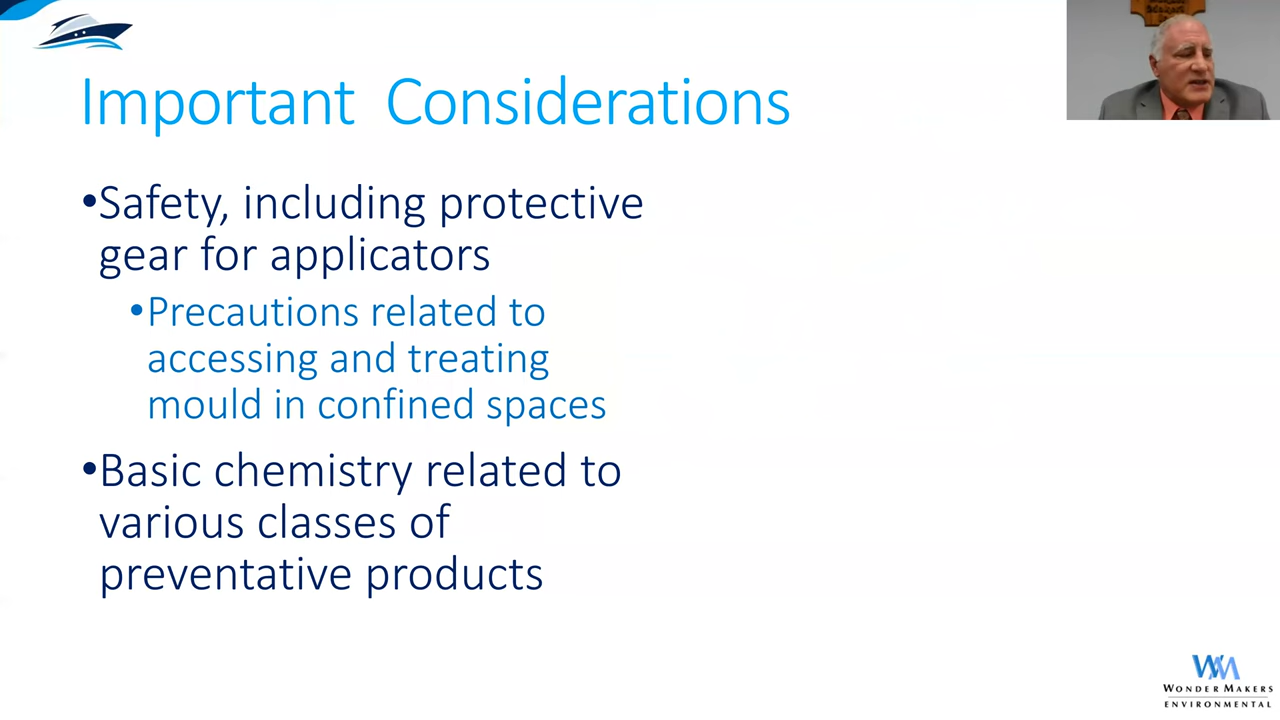 Important Considerations
•Safety, including protective
gear for applicators
•Precautions related to
accessing and treating
mould in confined spaces
•Basic chemistry related to
various classes of
preventative products
WM
WONDER MAKERS
ENVIRONMENTAL